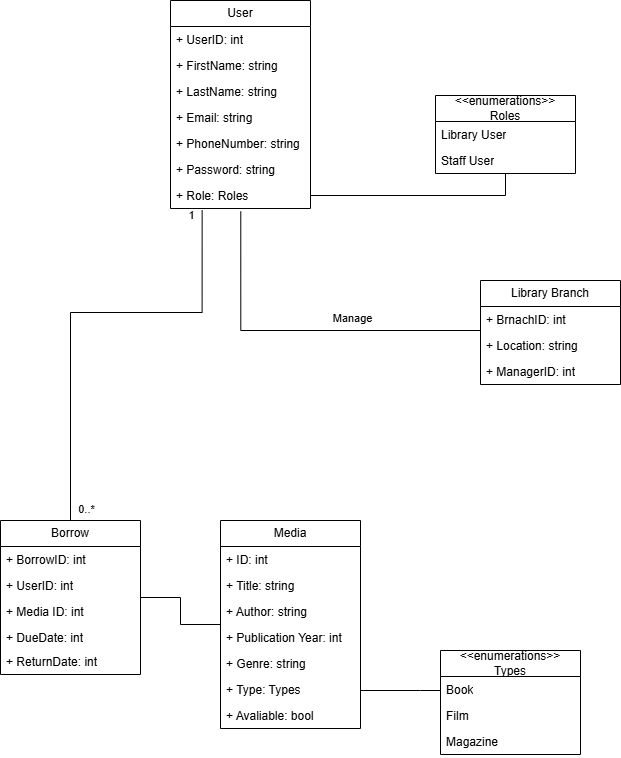 User
+ UserID: int
+ FirstName: string
+ LastName: string
+ Email: string
+ PhoneNumber: string
+ Password: string
+ Role: Roles
<<enumerations>>
Roles
Library User
Staff User
1
Library Branch
+ BrnachID: int
+ Location: string
+ ManagerID: int
Manage
0..*
Borrow
+ BorrowID: int
+ UserID: int
+ Media ID: int
+ DueDate: int
+ ReturnDate: int
Media
+ ID: int
+ Title: string
+ Author: string
+ Publication Year: int
+ Genre: string
+ Type: Types
+ Avaliable: bool
<<enumerations>>
Types
Book
Film
Magazine